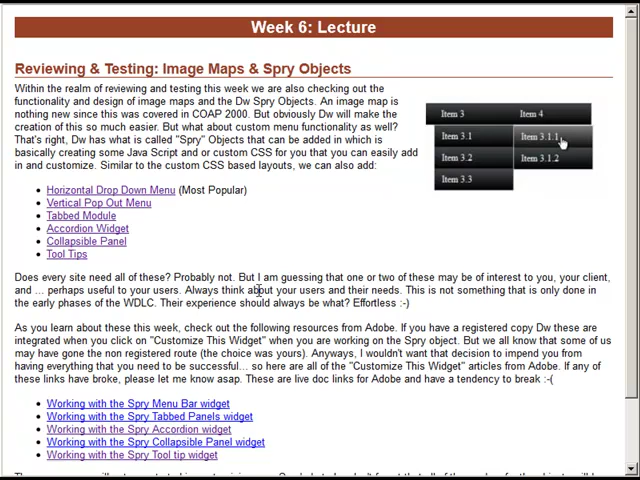 Week 6: Lecture
Reviewing & Testing: Image Maps & Spry Objects
Within the realm of reviewing and testing this week we are also checking out the
functionality and design of image maps and the Dw Spry Objects. An image map is
nothing new since this was covered in COAP 2000. But obviously Dw will make the
creation of this so much easier. But what about custom menu functionality as well?
That's right, Dw has what is called "Spry" Objects that can be added in which is
basically creating some Java Script and or custom CSS for you that you can easily add
in and customize. Similar to the custom CSS based layouts, we can also add:
Item 3 Item 4
Item 3.1 Item 3.1.1
Item 3.2 Item 3.1.2
Item 3.3
Horizontal Drop Down Menu (Most Popular)
Vertical Pop Out Menu
Tabbed Module
Accordion Widget
Collapsible Panel
Tool Tips
Does every site need all of these? Probably not. But I am guessing that one or two of these may be of interest to you, your client,
and ... perhaps useful to your users. Always think about your users and their needs. This is not something that is only done in
the early phases of the WDLC. Their experience should always be what? Effortless :-)
As you learn about these this week, check out the following resources from Adobe. If you have a registered copy Dw these are
integrated when you click on "Customize This Widget" when you are working on the Spry object. But we all know that some of us
may have gone the non registered route (the choice was yours). Anyways, I wouldn't want that decision to impend you from
having everything that you need to be successful... so here are all of the "Customize This Widget" articles from Adobe. If any of
these links have broke, please let me know asap. These are live doc links for Adobe and have a tendency to break :-(
Working with the Spry Menu Bar widget
Working with the Spry Tabbed Panels widget
Working with the Spry Accordion widget
Working with the Spry Collapsible Panel widget
Working with the Spry Tool tip widget